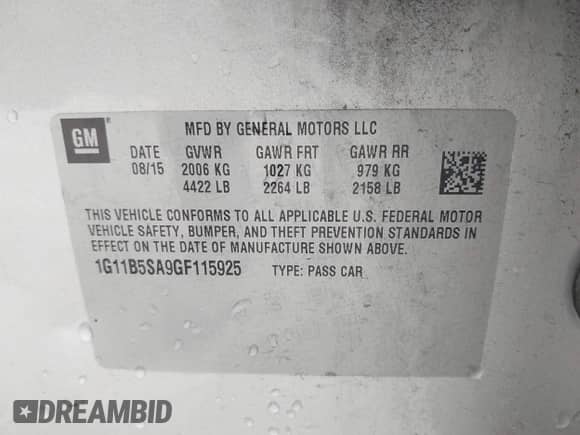 GM
MFD BY GENERAL MOTORS LLC
DATE GVWR GAWR FRT GAWR RR
08/15 2006 KG 1027 KG 979 KG
4422 LB 2264 LB 2158 LB
THIS VEHICLE CONFORMS TO ALL APPLICABLE U.S. FEDERAL MOTOR
VEHICLE SAFETY, BUMPER, AND THEFT PREVENTION STANDARDS IN
EFFECT ON THE DATE OF MANUFACTURE SHOWN ABOVE.
1G11B5SA9GF115925 TYPE: PASS CAR
DREAMBID